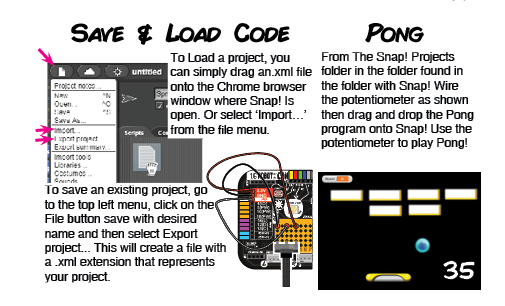 Save & Load Code
To Load a project, you
can simply drag an.xml file
onto the Chrome browser
window where Snap! Is
open. Or select ‘Import…’
from the file menu.
untitled
Project notes...
New ^N
Open... ^O
Save ^S
Save As...
Import...
Export project...
Export summary...
Import tools
Libraries...
Costumes...
Sounds...
Scripts
To save an existing project, go
to the top left menu, click on the
File button save with desired
name and then select Export
project... This will create a file with
a .xml extension that represents
your project.
Pong
From The Snap! Projects
folder in the folder found in
the folder with Snap! Wire
the potentiometer as shown
then drag and drop the Pong
program onto Snap! Use the
potentiometer to play Pong!
35